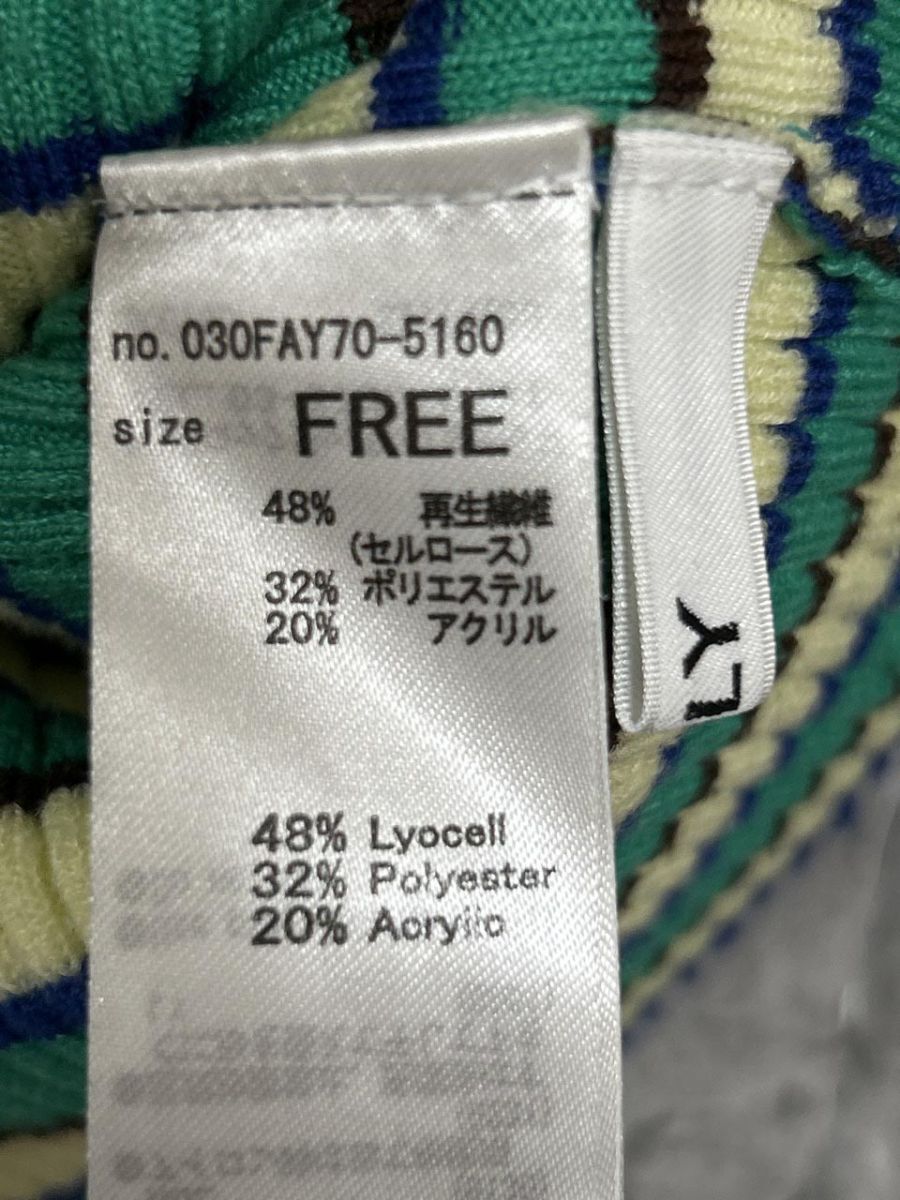 no. 030FAY70-5160
size FREE
48% 再生繊維
(セルロース)
32% ポリエステル
20% アクリル
48% Lyocell
32% Polyester
20% Acrylic
LY